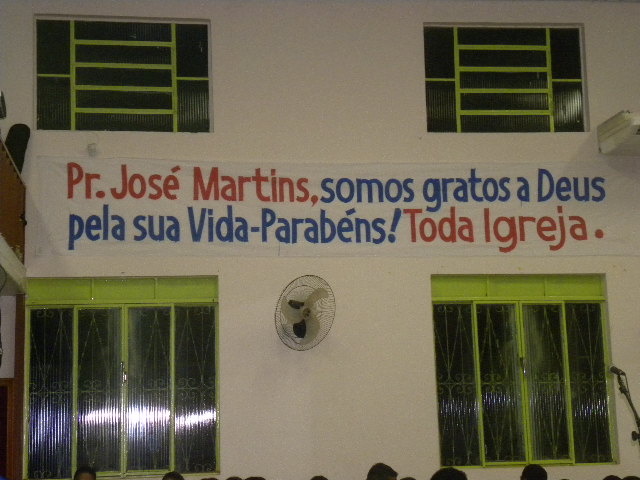 Pr. José Martins, somos gratos a Deus
pela sua Vida-Parabéns! Toda Igreja.